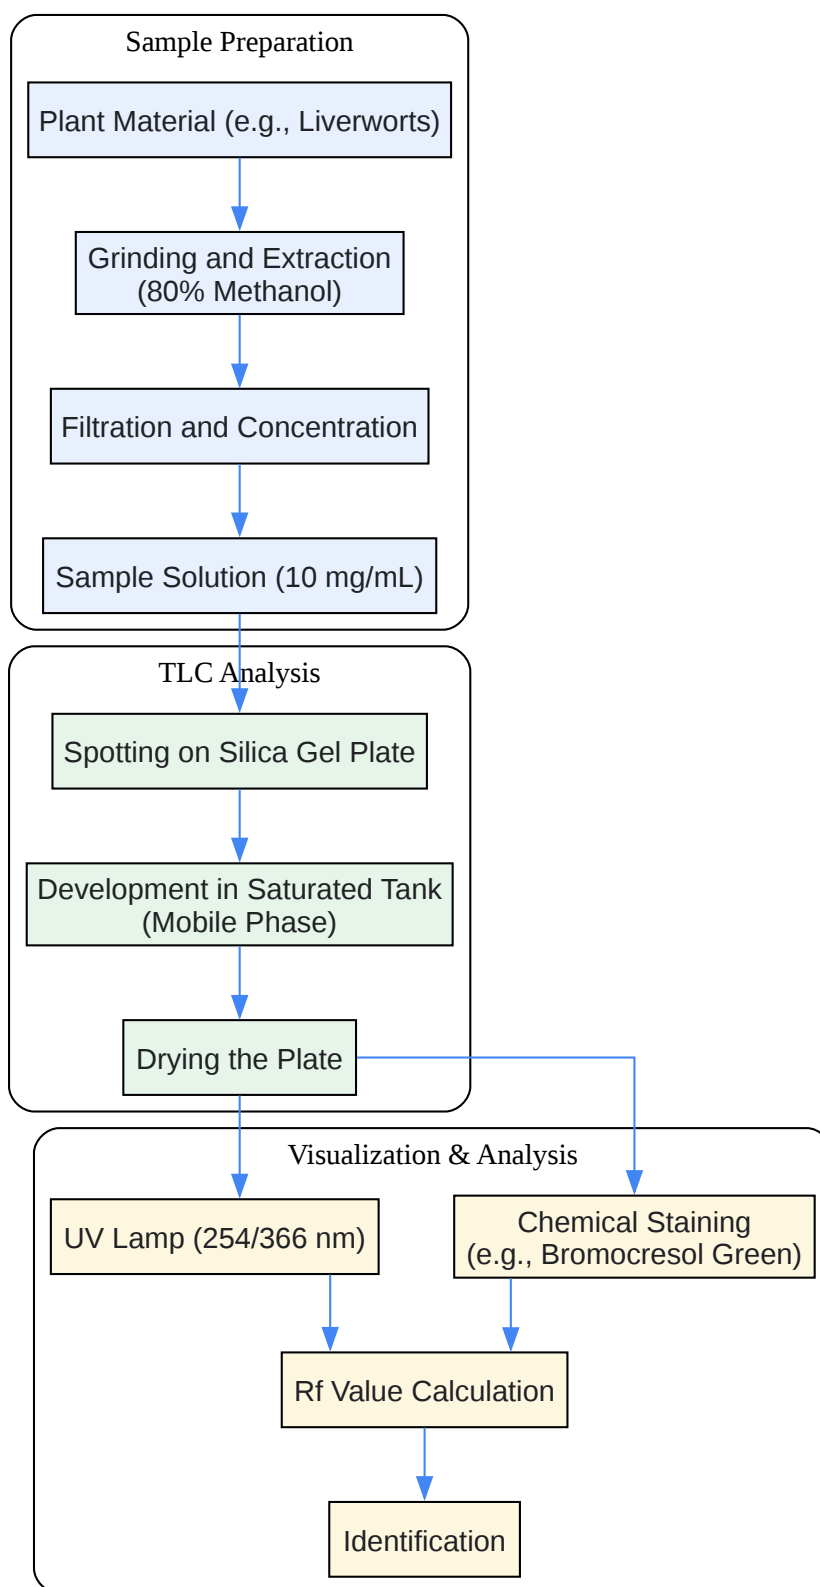 Sample Preparation
Plant Material (e.g., Liverworts)
Grinding and Extraction
(80% Methanol)
Filtration and Concentration
Sample Solution (10 mg/mL)
TLC Analysis
Spotting on Silica Gel Plate
Development in Saturated Tank
(Mobile Phase)
Drying the Plate
Visualization & Analysis
UV Lamp (254/366 nm)
Chemical Staining
(e.g., Bromocresol Green)
Rf Value Calculation
Identification